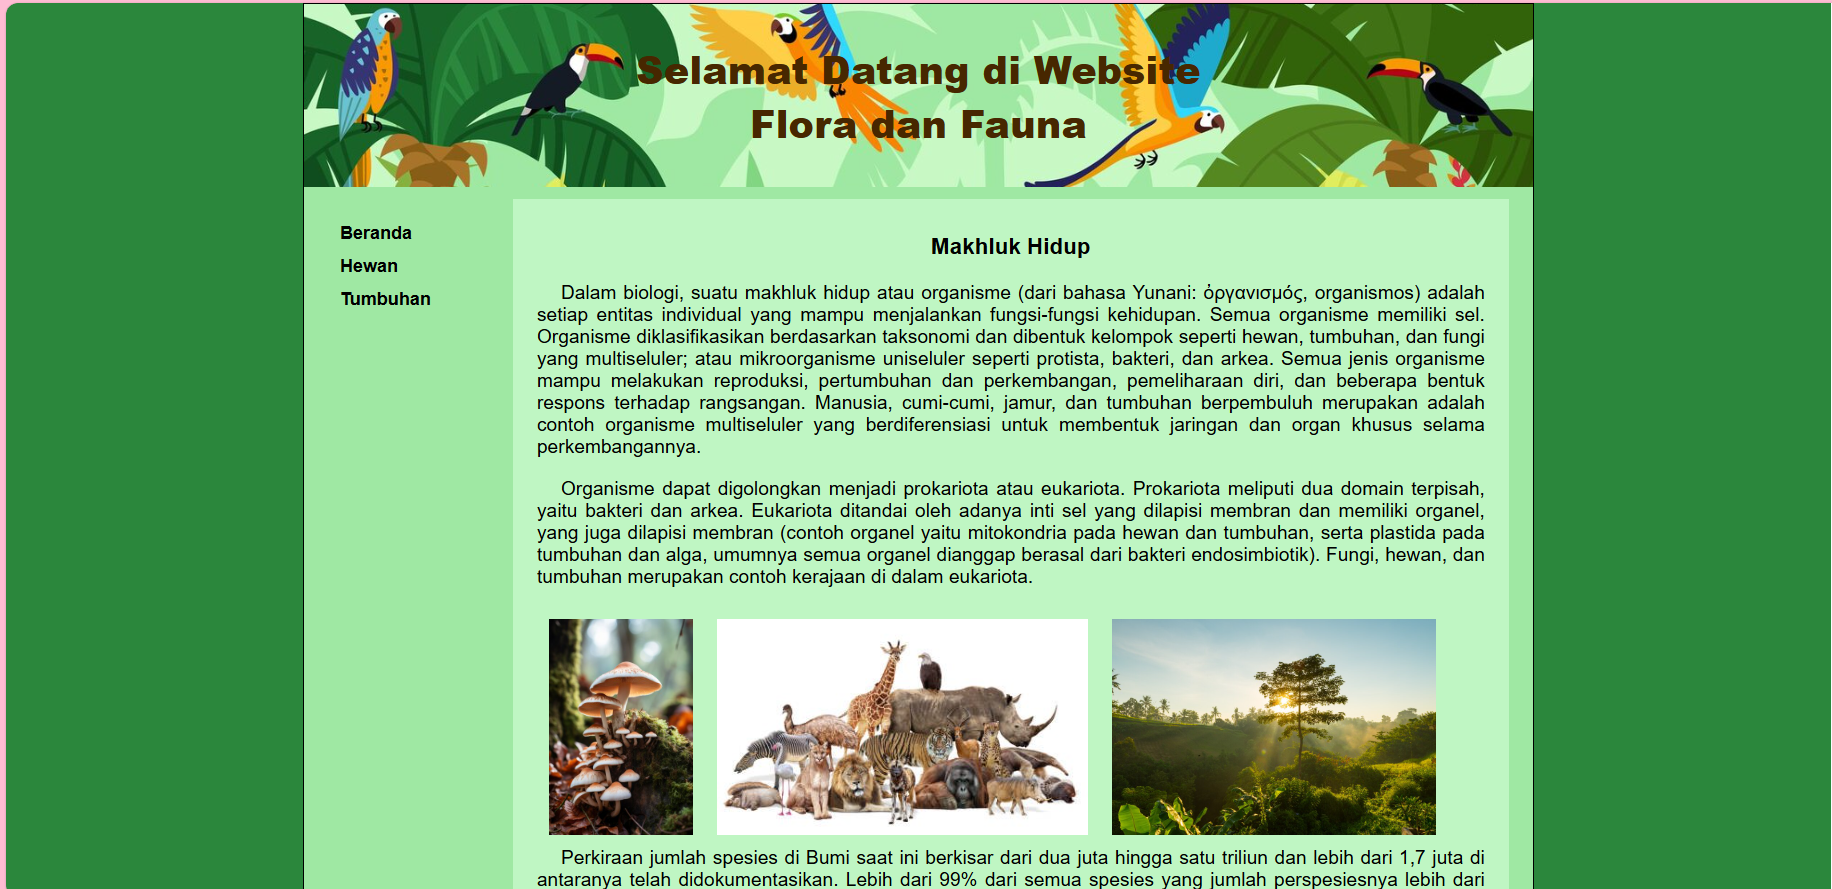 Selamat Datang di Website
Flora dan Fauna
Beranda
Hewan
Tumbuhan
Makhluk Hidup
Dalam biologi, suatu makhluk hidup atau organisme (dari bahasa Yunani: ὀργανισμός, organismos) adalah
setiap entitas individual yang mampu menjalankan fungsi-fungsi kehidupan. Semua organisme memiliki sel.
Organisme diklasifikasikan berdasarkan taksonomi dan dibentuk kelompok seperti hewan, tumbuhan, dan fungi
yang multiseluler; atau mikroorganisme uniseluler seperti protista, bakteri, dan arkea. Semua jenis organisme
mampu melakukan reproduksi, pertumbuhan dan perkembangan, pemeliharaan diri, dan beberapa bentuk
respons terhadap rangsangan. Manusia, cumi-cumi, jamur, dan tumbuhan berpembuluh merupakan adalah
contoh organisme multiseluler yang berdiferensiasi untuk membentuk jaringan dan organ khusus selama
perkembangannya.
Organisme dapat digolongkan menjadi prokariota atau eukariota. Prokariota meliputi dua domain terpisah,
yaitu bakteri dan arkea. Eukariota ditandai oleh adanya inti sel yang dilapisi membran dan memiliki organel,
yang juga dilapisi membran (contoh organel yaitu mitokondria pada hewan dan tumbuhan, serta plastida pada
tumbuhan dan alga, umumnya semua organel dianggap berasal dari bakteri endosimbiotik). Fungi, hewan, dan
tumbuhan merupakan contoh kerajaan di dalam eukariota.
Perkiraan jumlah spesies di Bumi saat ini berkisar dari dua juta hingga satu triliun dan lebih dari 1,7 juta di
antaranya telah didokumentasikan. Lebih dari 99% dari semua spesies yang jumlah perspesiesnya lebih dari